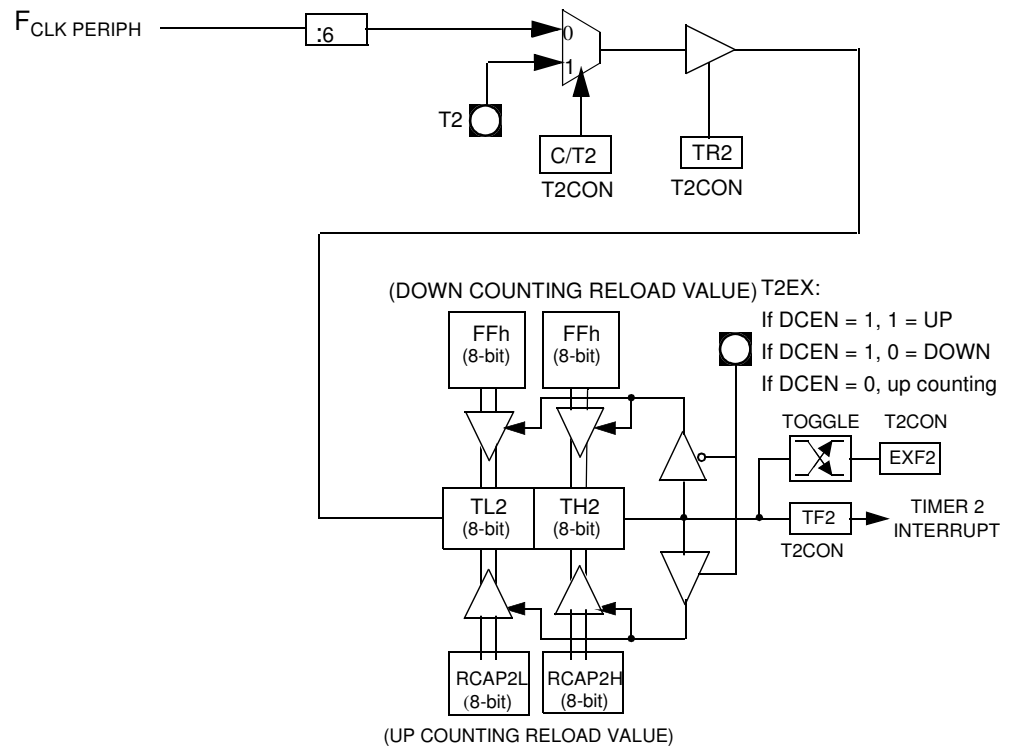 FCLK PERIPH
:6
0
1
T2
C/T2
TR2
T2CON
T2CON
(DOWN COUNTING RELOAD VALUE)
T2EX:
If DCEN = 1, 1 = UP
If DCEN = 1, 0 = DOWN
If DCEN = 0, up counting
FFh
(8-bit)
FFh
(8-bit)
TOGGLE
T2CON
EXF2
TL2
(8-bit)
TH2
(8-bit)
TF2
T2CON
TIMER 2
INTERRUPT
RCAP2L
(8-bit)
RCAP2H
(8-bit)
(UP COUNTING RELOAD VALUE)